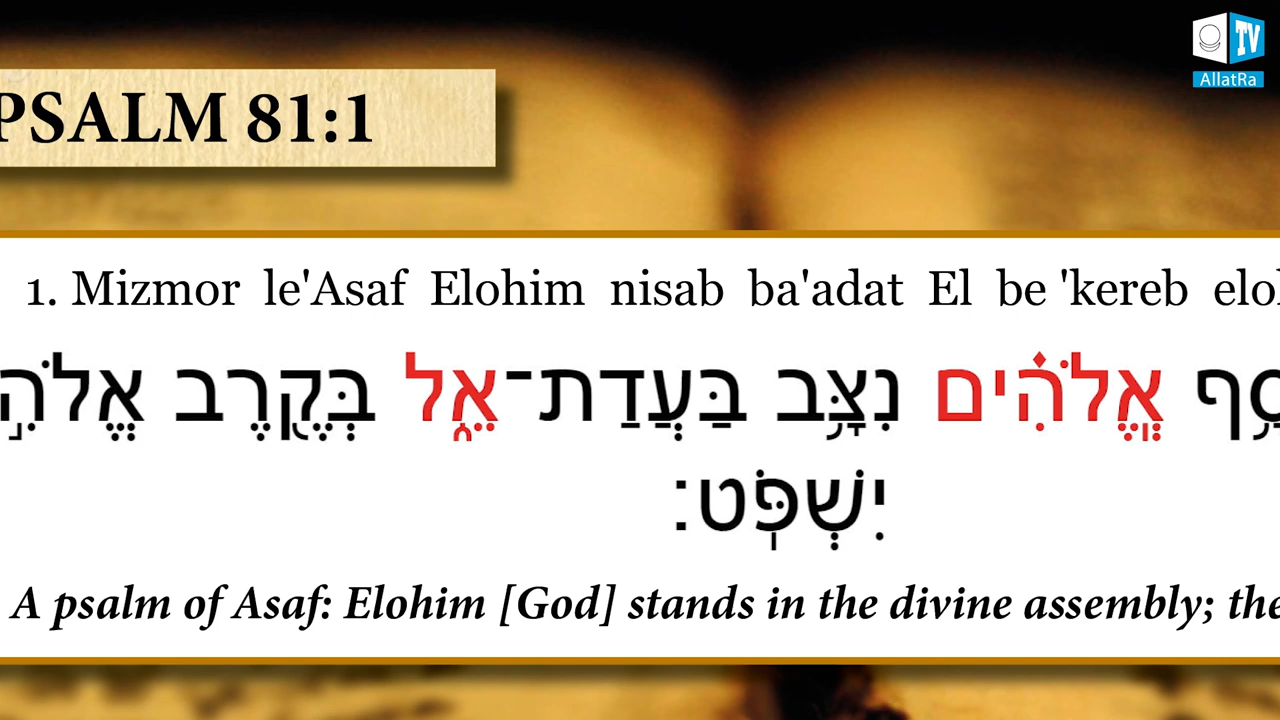 TV
AllatRa
PSALM 81:1
1. Mizmor le'Asaf Elohim nisab ba'adat El be 'kereb
אֱלֹהִ֗ים נִצָּ֥ב בַּעֲדַת־אֵ֑ל בְּקֶ֖רֶב
יִשְׁפֹּֽט׃
A psalm of Asaf: Elohim [God] stands in the divine assembly;